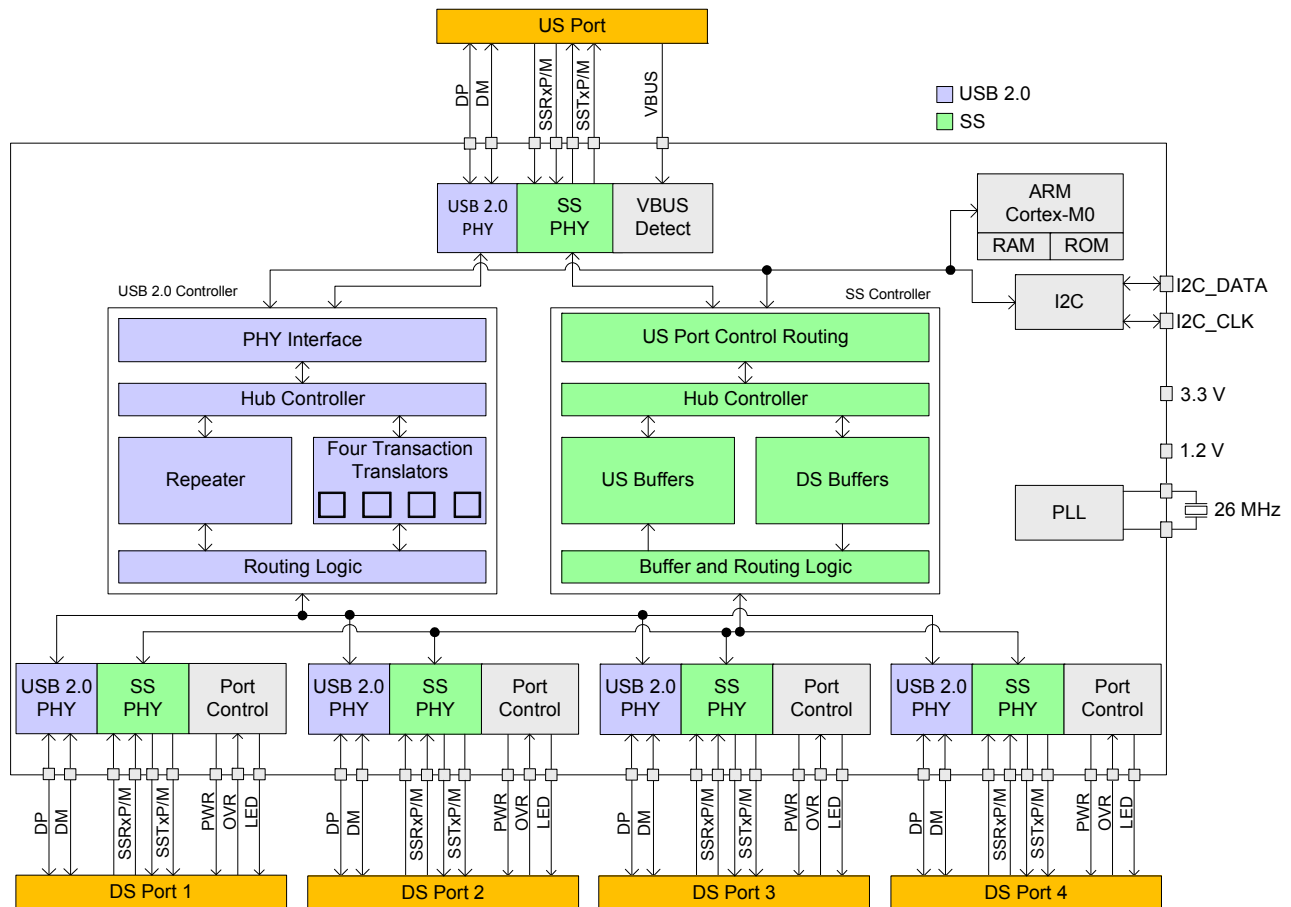 US Port
DP
DM
SSRxP/M
SSTxP/M
VBUS
USB 2.0
SS
USB 2.0
PHY
SS
PHY
VBUS
Detect
ARM
Cortex-M0
RAM
ROM
I2C
I2C_DATA
I2C_CLK
USB 2.0 Controller
SS Controller
PHY Interface
US Port Control Routing
Hub Controller
Hub Controller
3.3 V
Repeater
Four Transaction
Translators
US Buffers
DS Buffers
1.2 V
PLL
26 MHz
Routing Logic
Buffer and Routing Logic
USB 2.0
PHY
SS
PHY
Port
Control
USB 2.0
PHY
SS
PHY
Port
Control
USB 2.0
PHY
SS
PHY
Port
Control
USB 2.0
PHY
SS
PHY
Port
Control
DP
DM
SSRxP/M
SSTxP/M
PWR
OVR
LED
DP
DM
SSRxP/M
SSTxP/M
PWR
OVR
LED
DP
DM
SSRxP/M
SSTxP/M
PWR
OVR
LED
DP
DM
SSRxP/M
SSTxP/M
PWR
OVR
LED
DS Port 1
DS Port 2
DS Port 3
DS Port 4